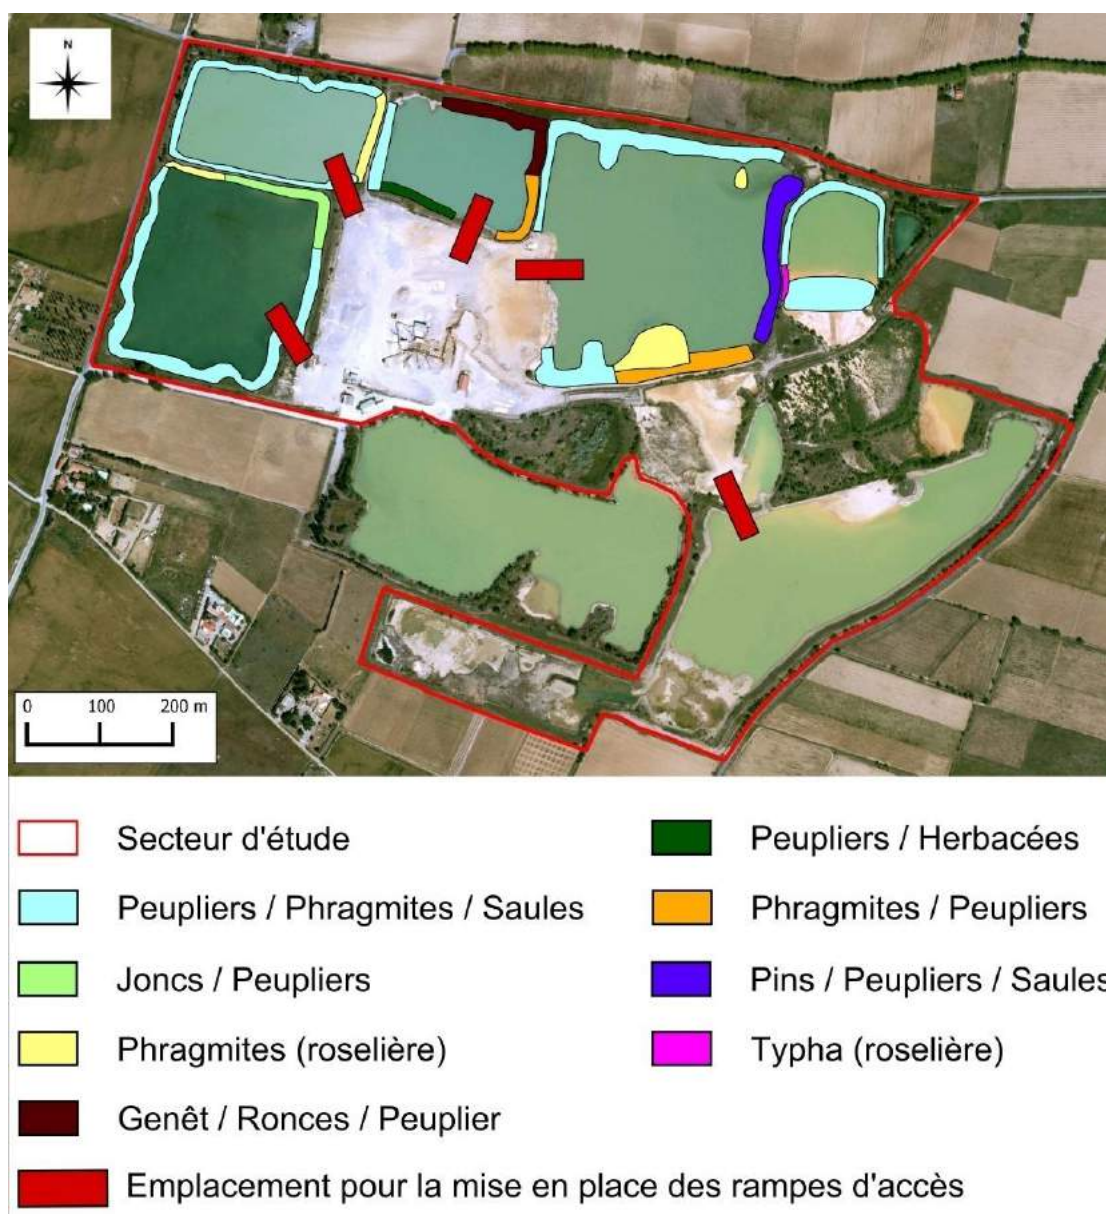 N
0 100 200 m
Secteur d'étude
Peupliers / Herbacées
Peupliers / Phragmites / Saules
Phragmites / Peupliers
Joncs / Peupliers
Pins / Peupliers / Saules
Phragmites (roselière)
Typha (roselière)
Genêt / Ronces / Peuplier
Emplacement pour la mise en place des rampes d'accès